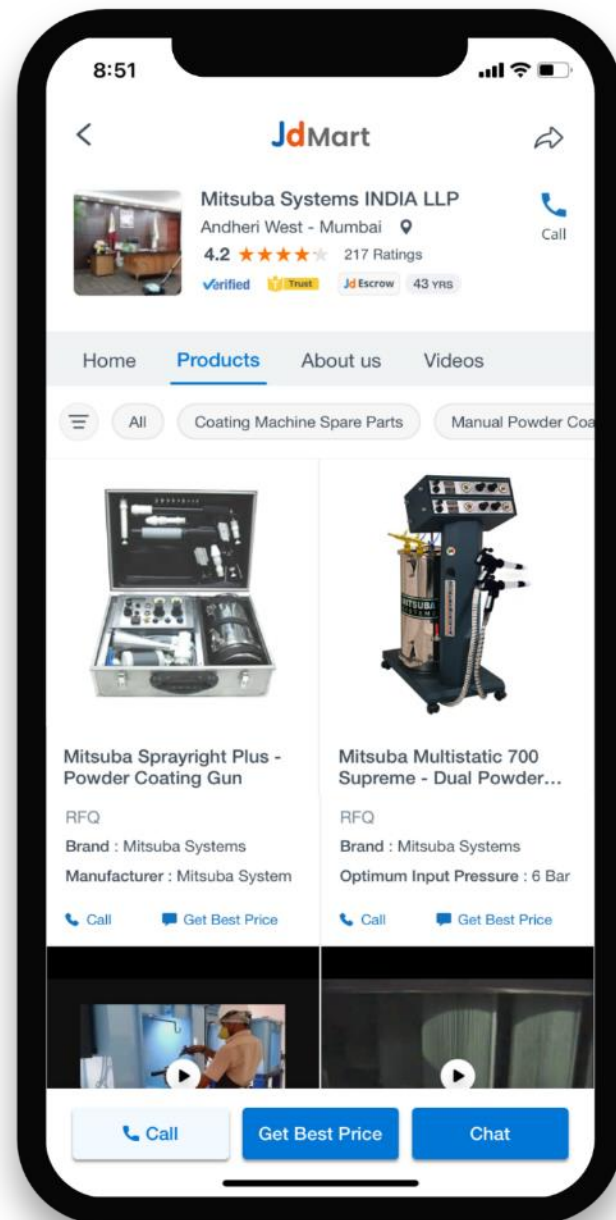 8:51
JdMart
Mitsuba Systems INDIA LLP
Andheri West - Mumbai
Call
4.2 217 Ratings
Verified Trust Jd Escrow 43 YRS
Home Products About us Videos
All Coating Machine Spare Parts Manual Powder Coa
MITSUBA
SYSTEMS
Mitsuba Sprayright Plus -
Powder Coating Gun
RFQ
Brand : Mitsuba Systems
Manufacturer : Mitsuba System
Call Get Best Price
Mitsuba Multistatic 700
Supreme - Dual Powder...
RFQ
Brand : Mitsuba Systems
Optimum Input Pressure : 6 Bar
Call Get Best Price
Call Get Best Price Chat